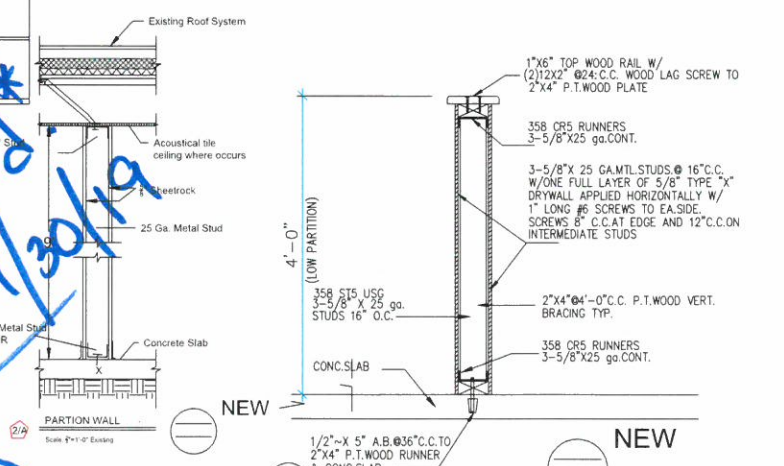 Existing Roof System
Acoustical tile
ceiling where occurs
Sheetrock
25 Ga. Metal Stud
30/19
Metal Stud
R
Concrete Slab
X
2/A
PARTION WALL
Existing
NEW
1"X6" TOP WOOD RAIL W/
(2)12X2" @24:C.C. WOOD LAG SCREW TO
2"X4" P.T.WOOD PLATE
358 CR5 RUNNERS
3-5/8"X25 ga.CONT.
3-5/8"X 25 GA.MTL.STUDS.@ 16"C.C.
W/ONE FULL LAYER OF 5/8" TYPE "X"
DRYWALL APPLIED HORIZONTALLY W/
1" LONG #6 SCREWS TO EA.SIDE.
SCREWS 8" C.C.AT EDGE AND 12"C.C.ON
INTERMEDIATE STUDS
4'-0"
(LOW PARTITION)
358 ST5 USG
3-5/8" X 25 ga.
STUDS 16" O.C.
2"X4"@4'-0"C.C. P.T.WOOD VERT.
BRACING TYP.
358 CR5 RUNNERS
3-5/8"X25 ga.CONT.
CONC.SLAB
1/2"~X 5" A.B.@36"C.C.TO
2"X4" P.T.WOOD RUNNER
CONC.SLAB
NEW